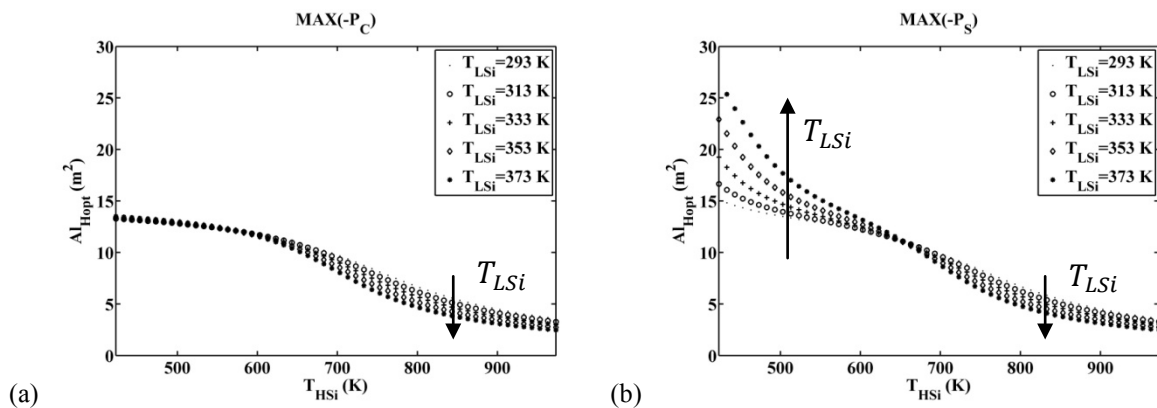 MAX(-P_C)
30
25
20
15
10
5
0
AI_Hopt (m^2)
T_LSi=293 K
T_LSi=313 K
T_LSi=333 K
T_LSi=353 K
T_LSi=373 K
T_LSi
500 600 700 800 900
T_HSi (K)
(a)
MAX(-P_S)
30
25
20
15
10
5
0
AI_Hopt (m^2)
T_LSi=293 K
T_LSi=313 K
T_LSi=333 K
T_LSi=353 K
T_LSi=373 K
T_LSi
T_LSi
500 600 700 800 900
T_HSi (K)
(b)